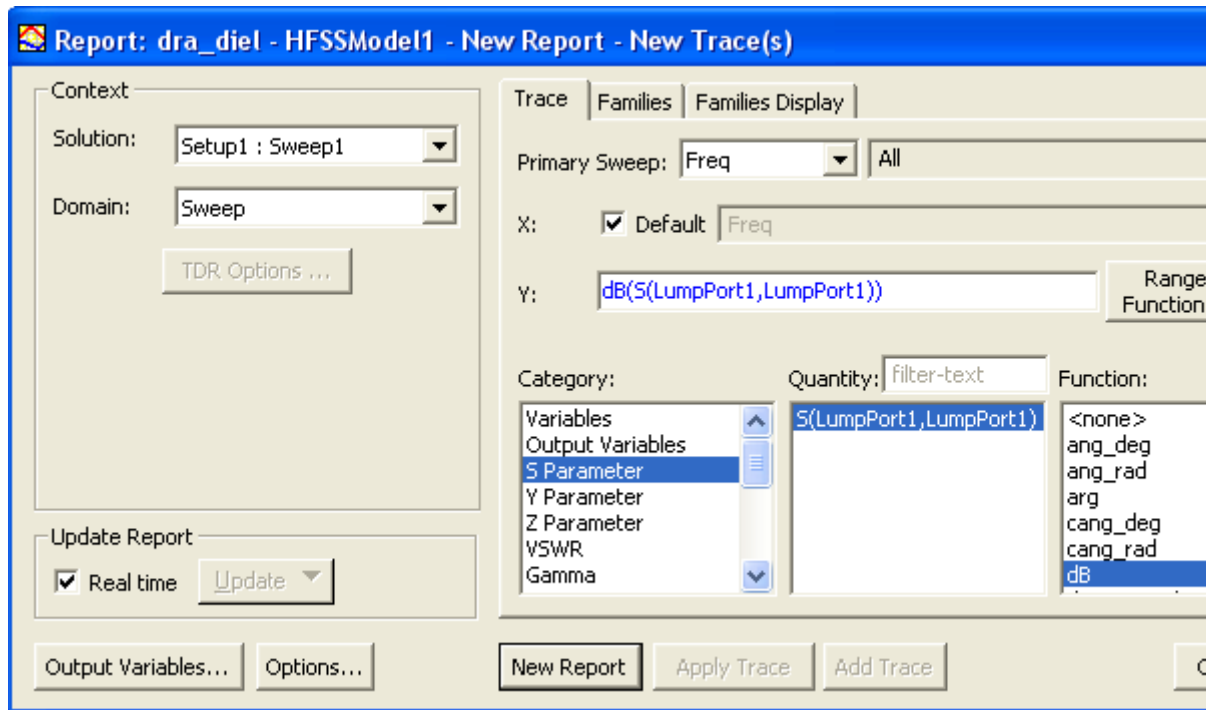 Report: dra_diel - HFSSModel1 - New Report - New Trace(s)
Context
Solution:
Setup1 : Sweep1
Domain:
Sweep
TDR Options ...
Update Report
Real time
Update
Output Variables...
Options...
Trace
Families
Families Display
Primary Sweep:
Freq
All
X:
Default
Freq
Y:
dB(S(LumpPort1,LumpPort1))
Range
Function
Category:
Variables
Output Variables
S Parameter
Y Parameter
Z Parameter
VSWR
Gamma
Quantity:
filter-text
S(LumpPort1,LumpPort1)
Function:
<none>
ang_deg
ang_rad
arg
cang_deg
cang_rad
dB
New Report
Apply Trace
Add Trace